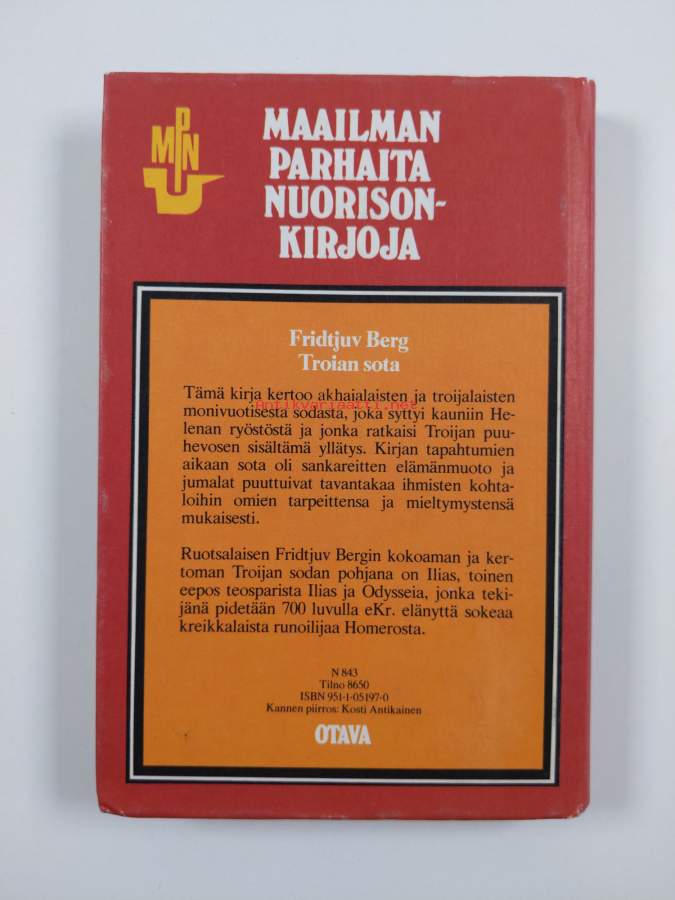 MPNU
MAAILMAN
PARHAITA
NUORISON-
KIRJOJA
Fridtjuv Berg
Troian sota
Tämä kirja kertoo akhaialaisten ja troijalaisten
antikvariaatti.net
monivuotisesta sodasta, joka syttyi kauniin He-
lenan ryöstöstä ja jonka ratkaisi Troijan puu-
hevosen sisältämä yllätys. Kirjan tapahtumien
aikaan sota oli sankareitten elämänmuoto ja
jumalat puuttuivat tavantakaa ihmisten kohta-
loihin omien tarpeittensa ja mieltymystensä
mukaisesti.
Ruotsalaisen Fridtjuv Bergin kokoaman ja ker-
toman Troijan sodan pohjana on Ilias, toinen
eepos teosparista Ilias ja Odysseia, jonka teki-
jänä pidetään 700 luvulla eKr. elänyttä sokeaa
kreikkalaista runoilijaa Homerosta.
N 843
Tilno 8650
ISBN 951-1-05197-0
Kannen piirros: Kosti Antikainen
OTAVA